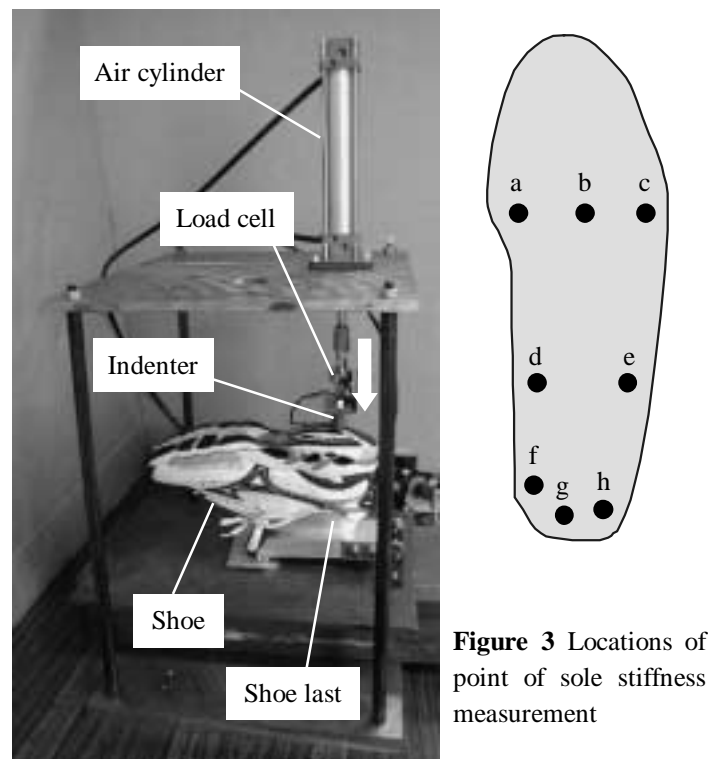 Air cylinder
Load cell
Indenter
Shoe
Shoe last
a b c
d e
f g h
Figure 3 Locations of
point of sole stiffness
measurement